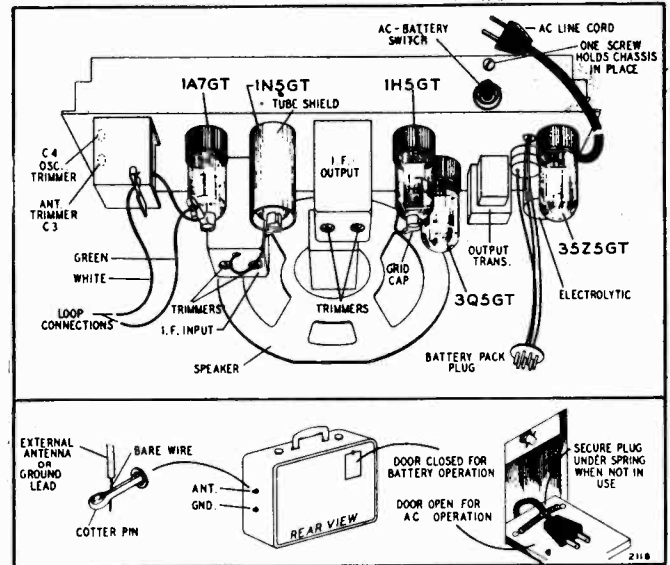 AC-BATTERY
SWITCH
AC LINE CORD
ONE SCREW
HOLDS CHASSIS
IN PLACE
1A7GT
1N5GT
TUBE SHIELD
1H5GT
C4
OSC.
TRIMMER
ANT.
TRIMMER
C3
I.F.
OUTPUT
GREEN
WHITE
LOOP
CONNECTIONS
TRIMMERS
I.F. INPUT
SPEAKER
TRIMMERS
GRID
CAP
3Q5GT
OUTPUT
TRANS.
35Z5GT
ELECTROLYTIC
BATTERY PACK
PLUG
EXTERNAL
ANTENNA
OR
GROUND
LEAD
BARE WIRE
COTTER PIN
ANT.
GND.
REAR VIEW
DOOR CLOSED FOR
BATTERY OPERATION
DOOR OPEN FOR
AC OPERATION
SECURE PLUG
UNDER SPRING
WHEN NOT IN
USE
2118